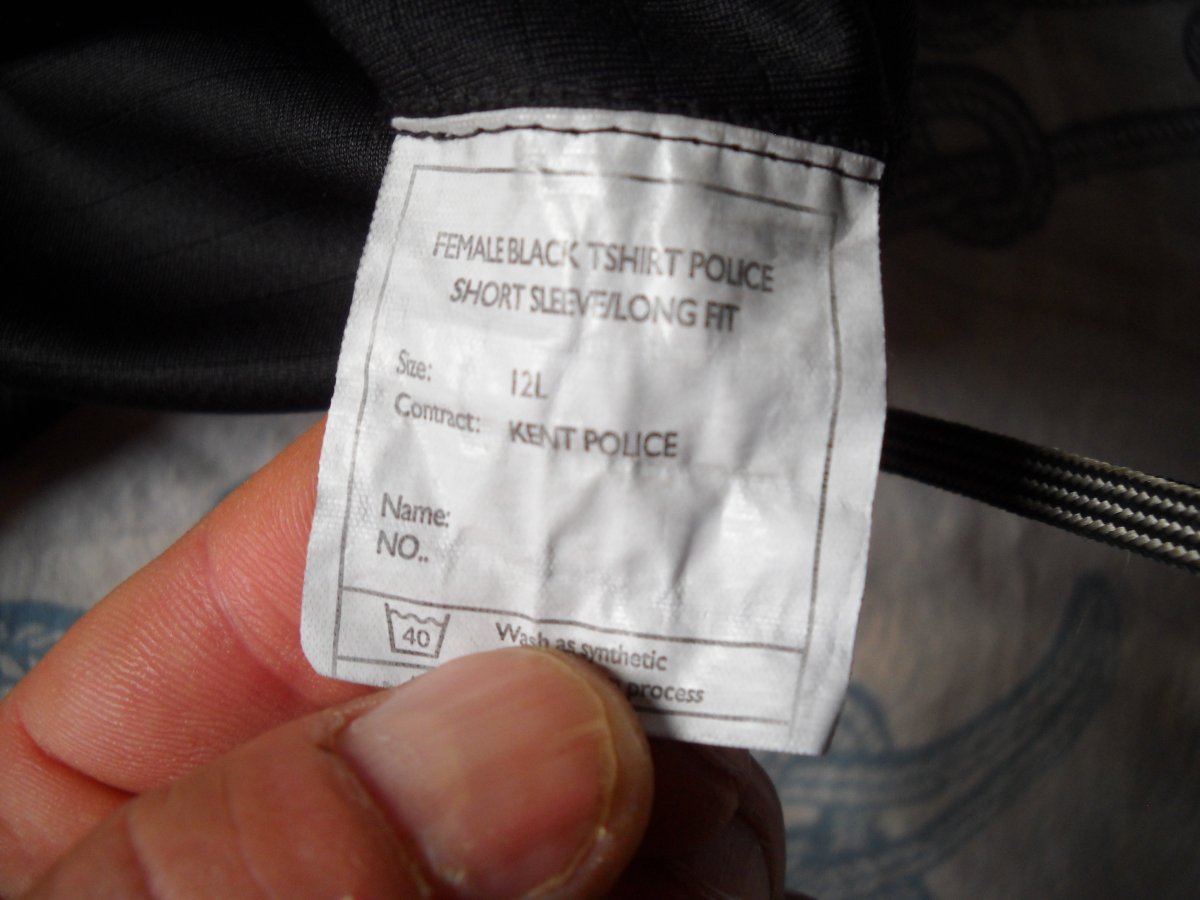 FEMALE BLACK TSHIRT POLICE
SHORT SLEEVE/LONG FIT
Size: 12L
Contract: KENT POLICE
Name:
NO..
40 Wash as synthetic
process